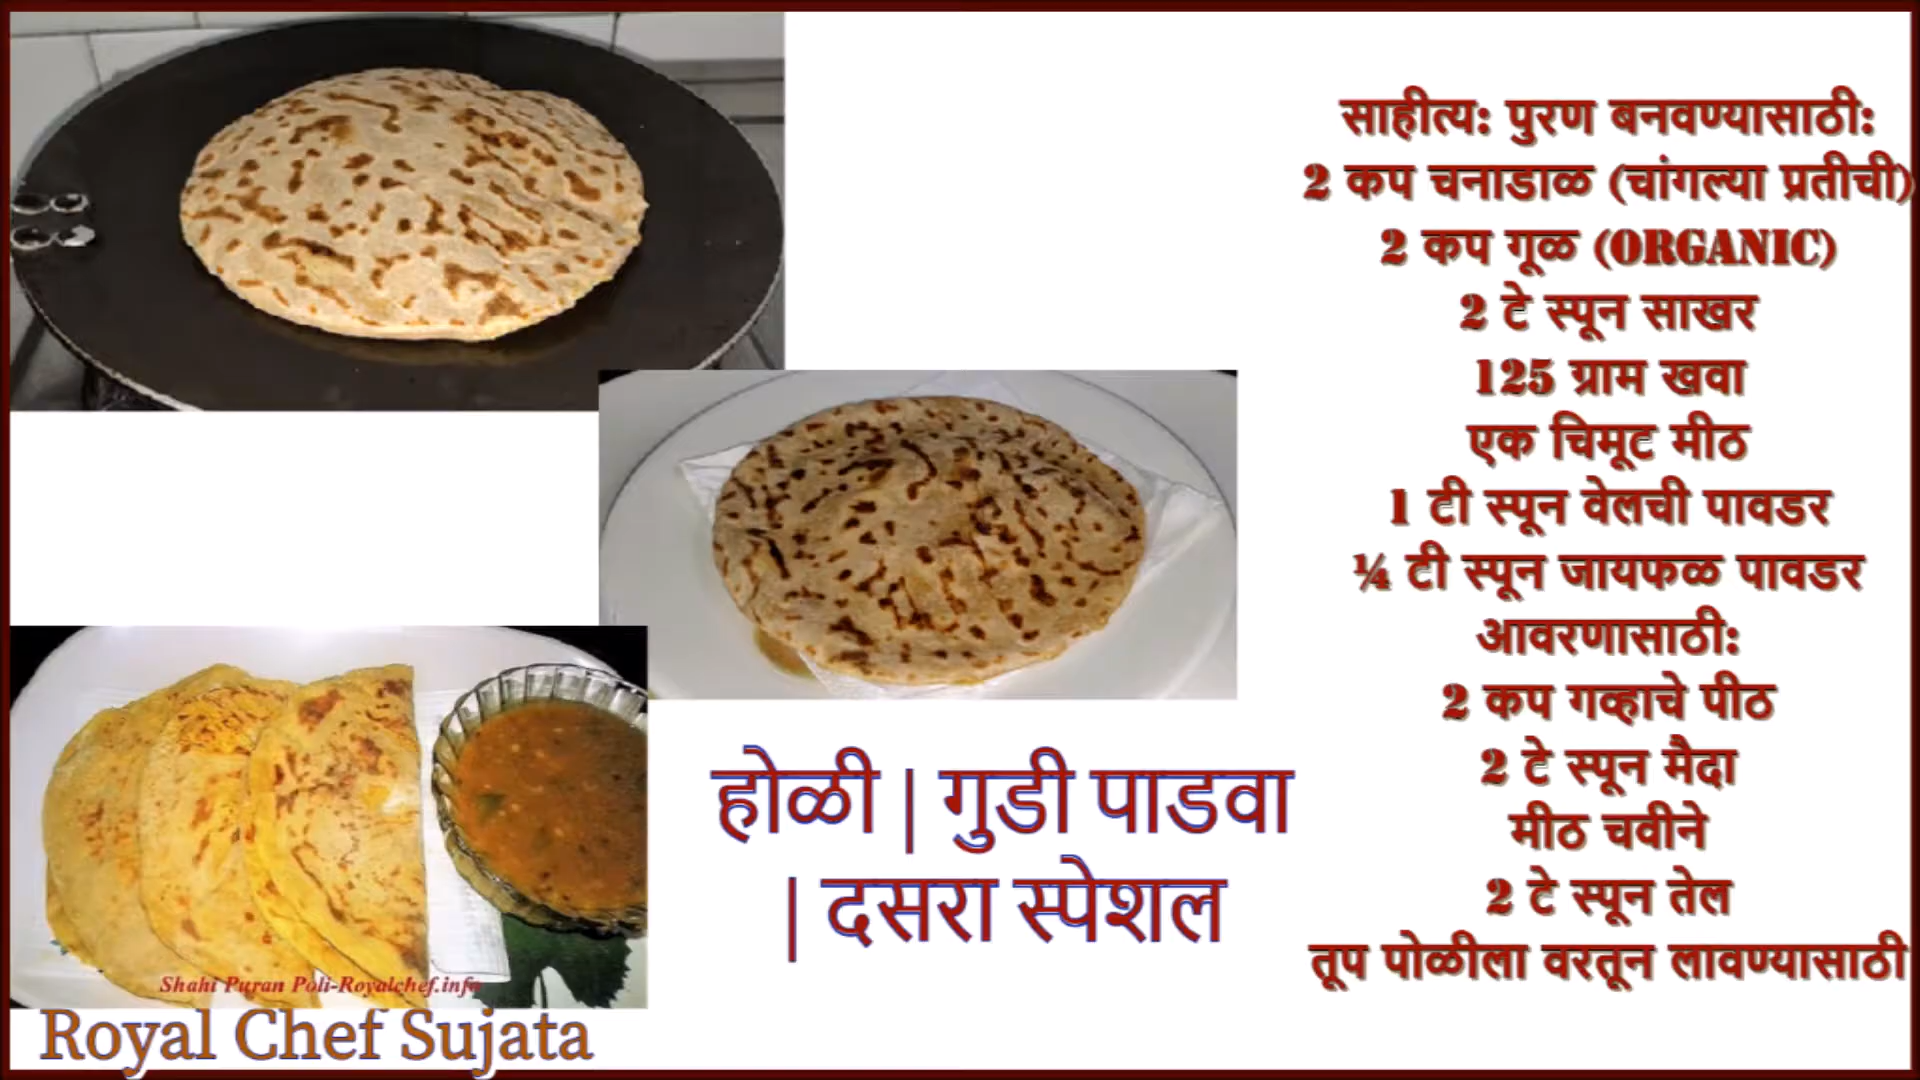 साहीत्य: पुरण बनवण्यासाठी:
2 कप चनाडाळ (चांगल्या प्रतीची)
2 कप गूळ (ORGANIC)
2 टे स्पून साखर
125 ग्राम खवा
एक चिमूट मीठ
1 टी स्पून वेलची पावडर
¼ टी स्पून जायफळ पावडर
आवरणासाठी:
2 कप गव्हाचे पीठ
2 टे स्पून मैदा
मीठ चवीने
2 टे स्पून तेल
तूप पोळीला वरतून लावण्यासाठी
होळी | गुडी पाडवा
| दसरा स्पेशल
Shahi Puran Poli-Royalchef.info
Royal Chef Sujata